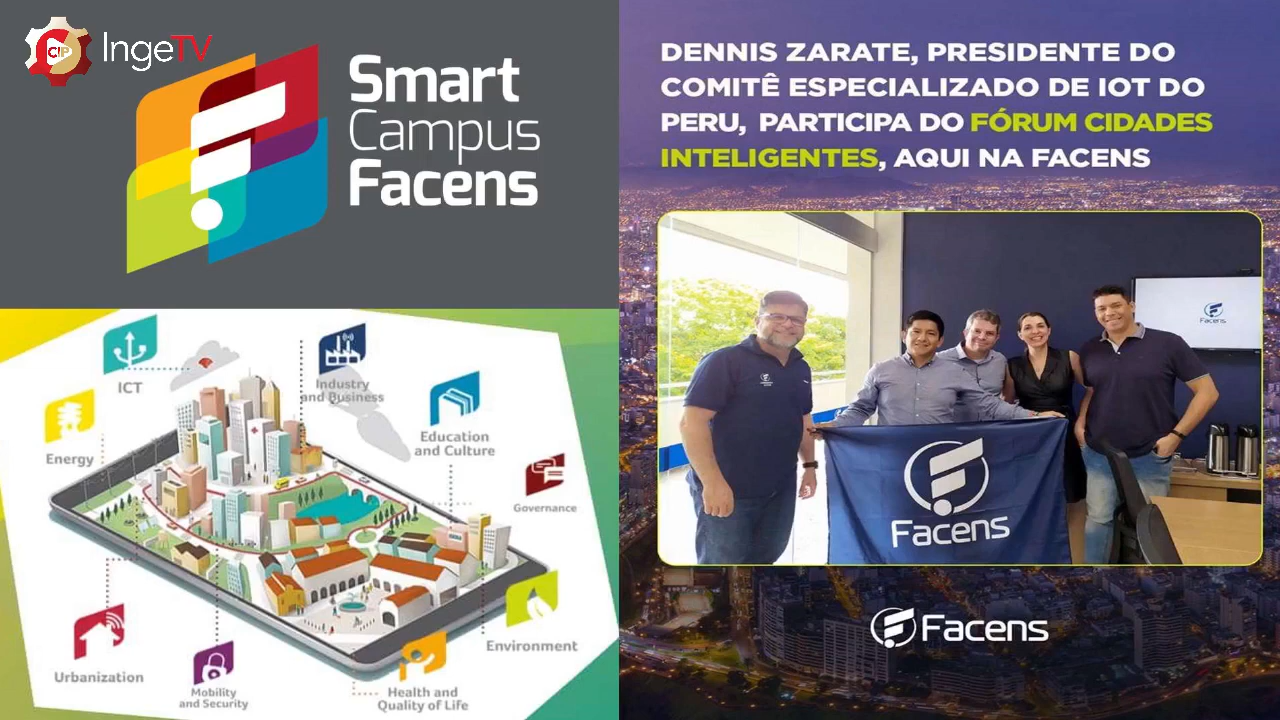 CIP IngeTV
Smart
Campus
Facens
ICT
Industry
and Business
Energy
Education
and Culture
Governance
Environment
Urbanization
Mobility
and Security
Health and
Quality of Life
DENNIS ZARATE, PRESIDENTE DO
COMITÊ ESPECIALIZADO DE IOT DO
PERU, PARTICIPA DO FÓRUM CIDADES
INTELIGENTES, AQUI NA FACENS
Facens
Facens
Facens